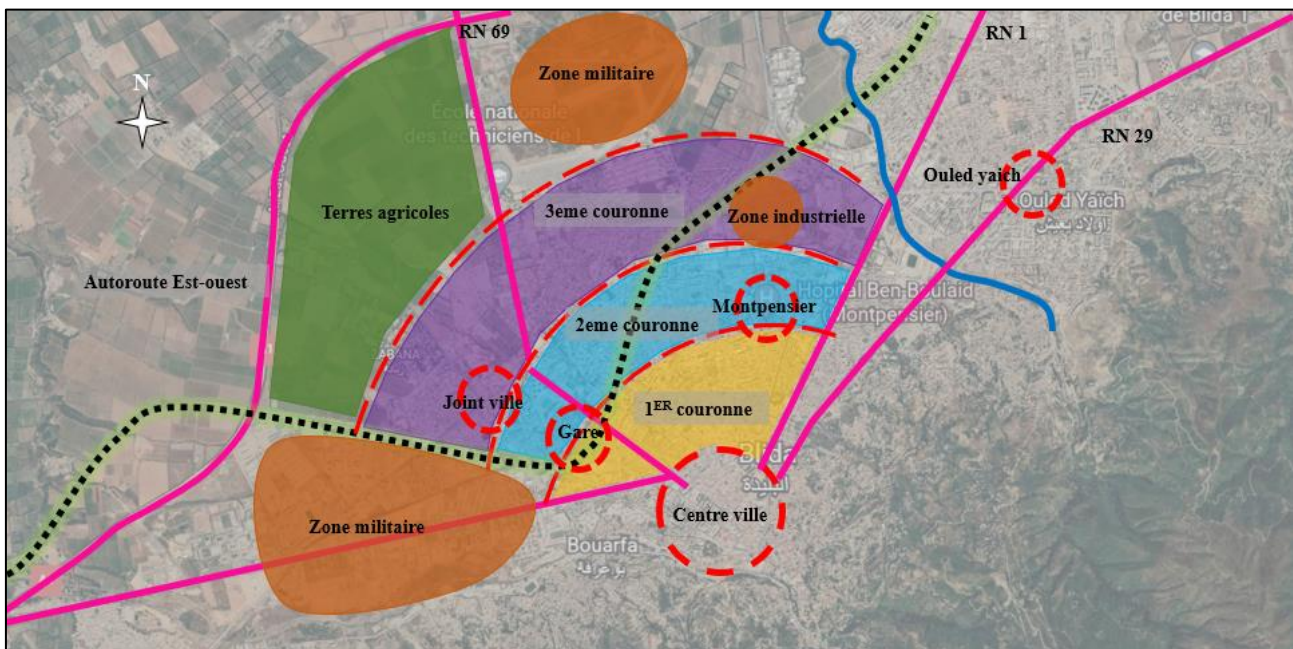 RN 69
RN 1
de Blida 1
N
Zone militaire
École nationale
des techniciens de l
RN 29
Ouled yaich
Ouled Yaïch
أولاد يعيش
Terres agricoles
3eme couronne
Zone industrielle
Autoroute Est-ouest
Montpensier
Hôpital Ben-Boulaid
(Montpensier)
2eme couronne
Joint ville
1ER couronne
Gare
Blida
البليدة
Centre ville
Zone militaire
Bouarfa
بوعرفة